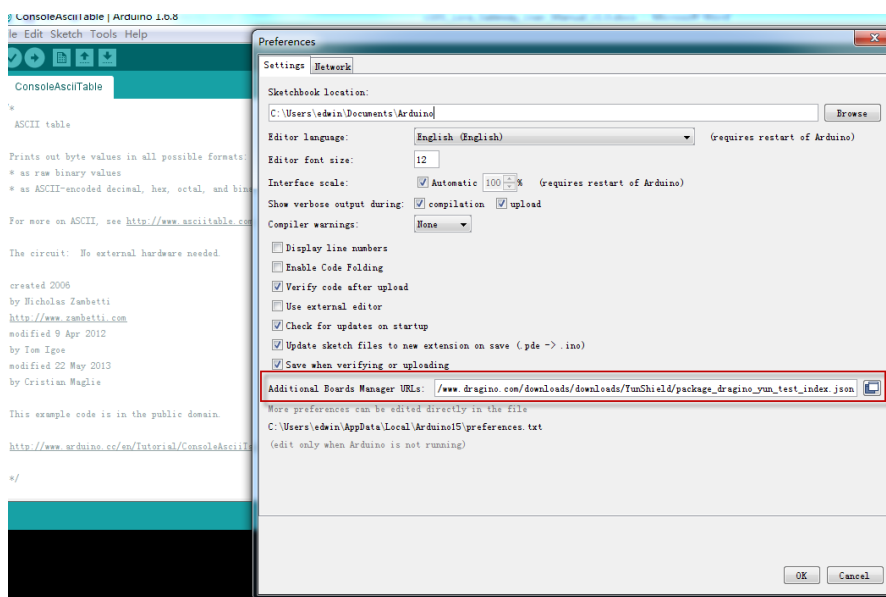 ConsoleAsciiTable | Arduino 1.6.8
le Edit Sketch Tools Help
ConsoleAsciiTable
/*
ASCII table
Prints out byte values in all possible formats:
* as raw binary values
* as ASCII-encoded decimal, hex, octal, and bin
For more on ASCII, see http://www.asciitable.com
The circuit: No external hardware needed.
created 2006
by Nicholas Zambetti
http://www.zambetti.com
modified 9 Apr 2012
by Tom Igoe
modified 22 May 2013
by Cristian Maglie
This example code is in the public domain.
http://www.arduino.cc/en/Tutorial/ConsoleAsciiTa
*/
Preferences
Settings Network
Sketchbook location:
C:\Users\edwin\Documents\Arduino
Browse
Editor language: English (English) (requires restart of Arduino)
Editor font size: 12
Interface scale: Automatic 100 % (requires restart of Arduino)
Show verbose output during: compilation upload
Compiler warnings: None
Display line numbers
Enable Code Folding
Verify code after upload
Use external editor
Check for updates on startup
Update sketch files to new extension on save (.pde -> .ino)
Save when verifying or uploading
Additional Boards Manager URLs: /www.dragino.com/downloads/downloads/YunShield/package_dragino_yun_test_index.json
More preferences can be edited directly in the file
C:\Users\edwin\AppData\Local\Arduino15\preferences.txt
(edit only when Arduino is not running)
OK Cancel